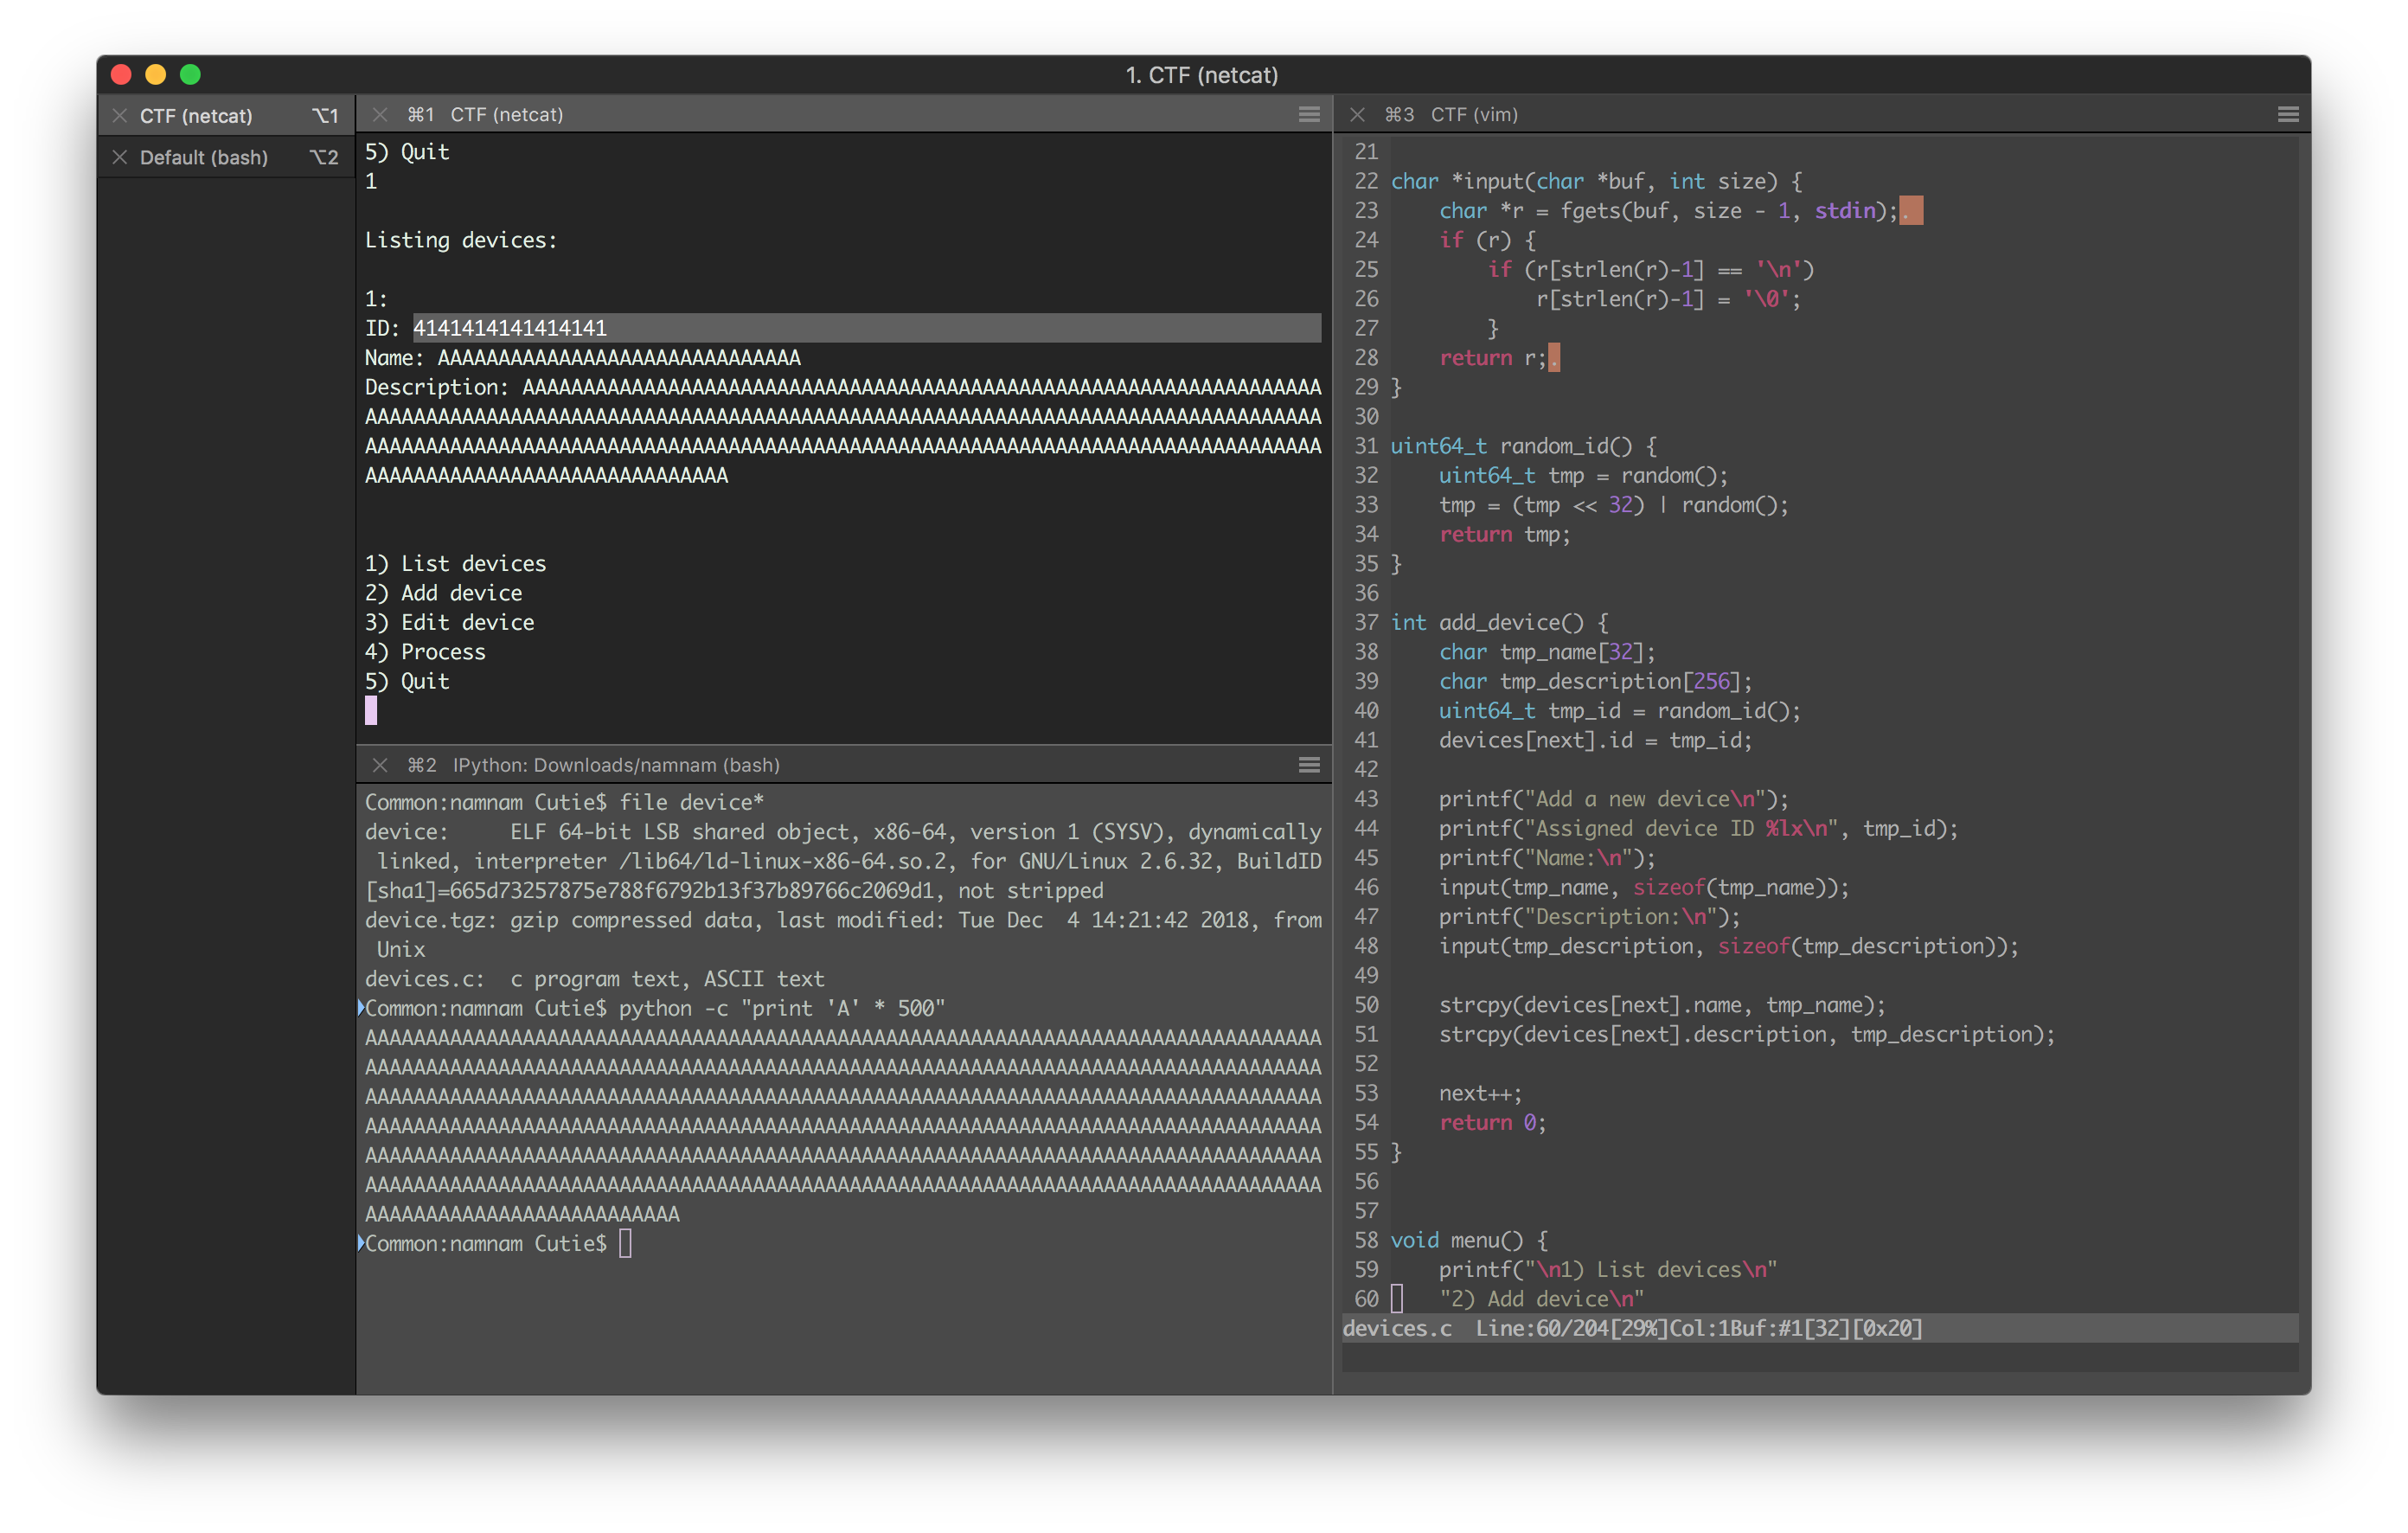 1. CTF (netcat)
CTF (netcat) ⌥1
Default (bash) ⌥2
⌘1 CTF (netcat)
5) Quit
1
Listing devices:
1:
ID: 4141414141414141
Name: AAAAAAAAAAAAAAAAAAAAAAAAAAAAAA
Description: AAAAAAAAAAAAAAAAAAAAAAAAAAAAAAAAAAAAAAAAAAAAAAAAAAAAAAAAAAAAAAAAAA
AAAAAAAAAAAAAAAAAAAAAAAAAAAAAAAAAAAAAAAAAAAAAAAAAAAAAAAAAAAAAAAAAAAAAAAAAAAAAAA
AAAAAAAAAAAAAAAAAAAAAAAAAAAAAAAAAAAAAAAAAAAAAAAAAAAAAAAAAAAAAAAAAAAAAAAAAAAAAAA
AAAAAAAAAAAAAAAAAAAAAAAAAAAAAA
1) List devices
2) Add device
3) Edit device
4) Process
5) Quit
⌘2 IPython: Downloads/namnam (bash)
Common:namnam Cutie$ file device*
device:     ELF 64-bit LSB shared object, x86-64, version 1 (SYSV), dynamically
 linked, interpreter /lib64/ld-linux-x86-64.so.2, for GNU/Linux 2.6.32, BuildID
[sha1]=665d73257875e788f6792b13f37b89766c2069d1, not stripped
device.tgz: gzip compressed data, last modified: Tue Dec  4 14:21:42 2018, from
 Unix
devices.c:  c program text, ASCII text
Common:namnam Cutie$ python -c "print 'A' * 500"
AAAAAAAAAAAAAAAAAAAAAAAAAAAAAAAAAAAAAAAAAAAAAAAAAAAAAAAAAAAAAAAAAAAAAAAAAAAAAAA
AAAAAAAAAAAAAAAAAAAAAAAAAAAAAAAAAAAAAAAAAAAAAAAAAAAAAAAAAAAAAAAAAAAAAAAAAAAAAAA
AAAAAAAAAAAAAAAAAAAAAAAAAAAAAAAAAAAAAAAAAAAAAAAAAAAAAAAAAAAAAAAAAAAAAAAAAAAAAAA
AAAAAAAAAAAAAAAAAAAAAAAAAAAAAAAAAAAAAAAAAAAAAAAAAAAAAAAAAAAAAAAAAAAAAAAAAAAAAAA
AAAAAAAAAAAAAAAAAAAAAAAAAAAAAAAAAAAAAAAAAAAAAAAAAAAAAAAAAAAAAAAAAAAAAAAAAAAAAAA
AAAAAAAAAAAAAAAAAAAAAAAAAAAAAAAAAAAAAAAAAAAAAAAAAAAAAAAAAAAAAAAAAAAAAAAAAAAAAAA
AAAAAAAAAAAAAAAAAAAAAAAAAA
Common:namnam Cutie$
⌘3 CTF (vim)
21
22 char *input(char *buf, int size) {
23     char *r = fgets(buf, size - 1, stdin);.
24     if (r) {
25         if (r[strlen(r)-1] == '\n')
26             r[strlen(r)-1] = '\0';
27         }
28     return r;.
29 }
30
31 uint64_t random_id() {
32     uint64_t tmp = random();
33     tmp = (tmp << 32) | random();
34     return tmp;
35 }
36
37 int add_device() {
38     char tmp_name[32];
39     char tmp_description[256];
40     uint64_t tmp_id = random_id();
41     devices[next].id = tmp_id;
42
43     printf("Add a new device\n");
44     printf("Assigned device ID %lx\n", tmp_id);
45     printf("Name:\n");
46     input(tmp_name, sizeof(tmp_name));
47     printf("Description:\n");
48     input(tmp_description, sizeof(tmp_description));
49
50     strcpy(devices[next].name, tmp_name);
51     strcpy(devices[next].description, tmp_description);
52
53     next++;
54     return 0;
55 }
56
57
58 void menu() {
59     printf("\n1) List devices\n"
60     "2) Add device\n"
devices.c  Line:60/204[29%]Col:1Buf:#1[32][0x20]